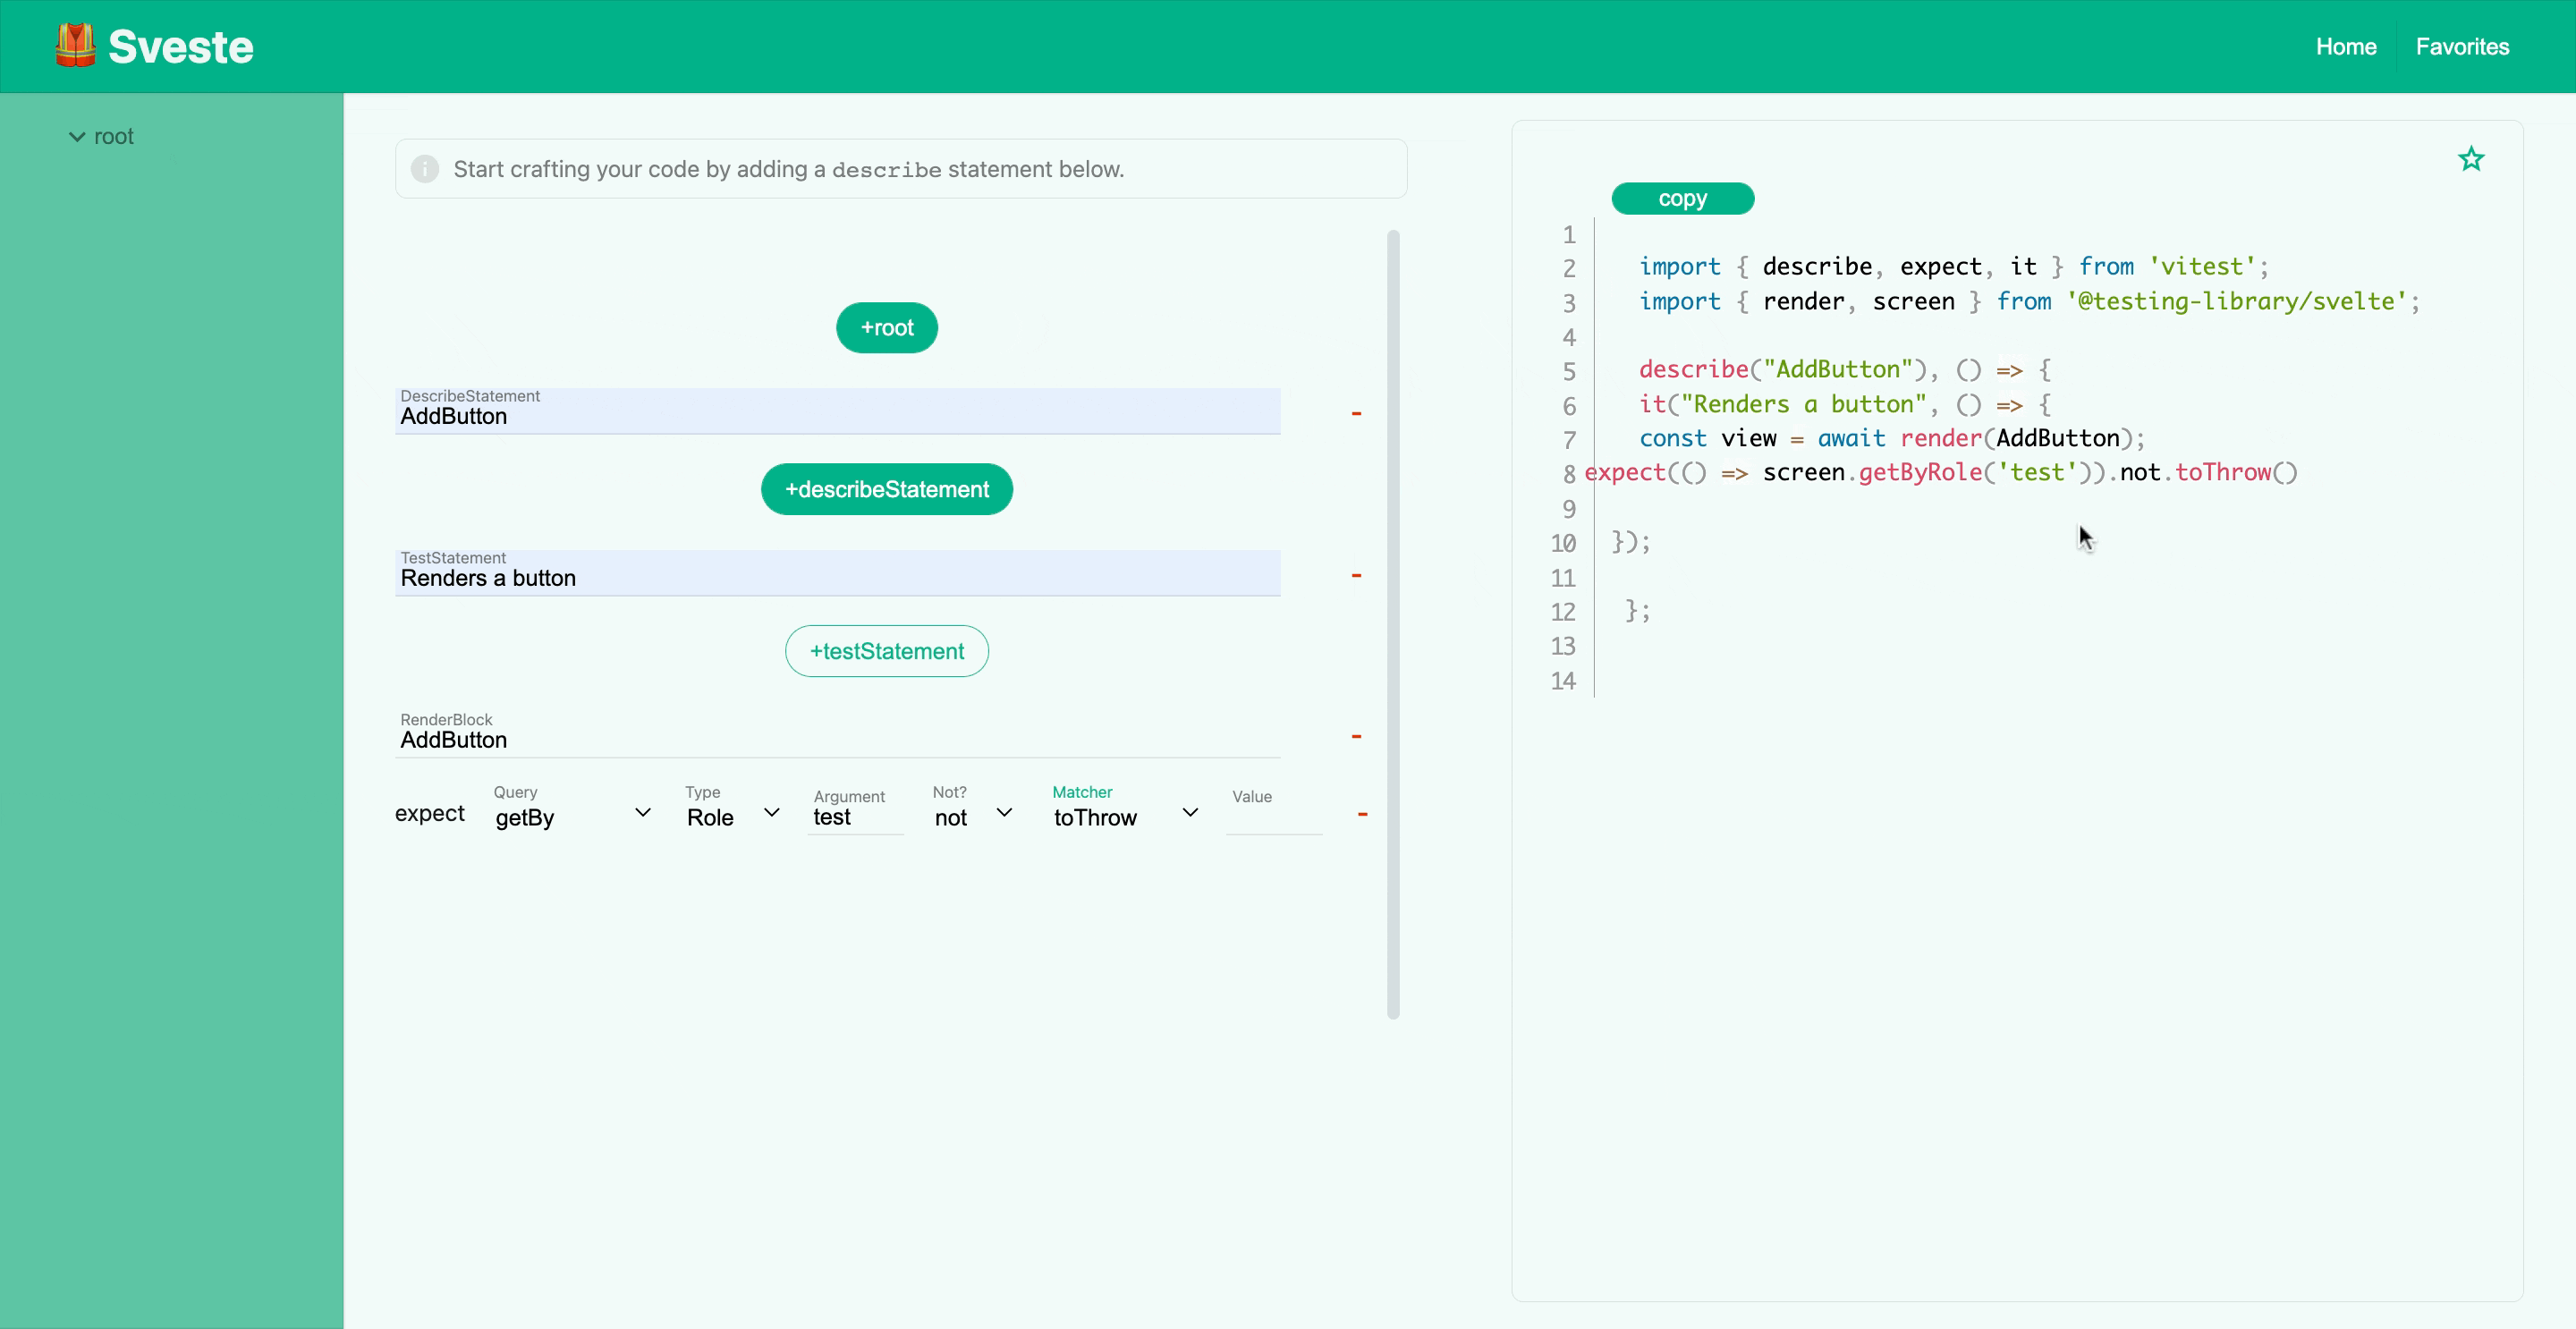 Sveste
Home
Favorites
root
Start crafting your code by adding a describe statement below.
+root
DescribeStatement
AddButton
-
+describeStatement
TestStatement
Renders a button
-
+testStatement
RenderBlock
AddButton
-
expect
Query
getBy
Type
Role
Argument
test
Not?
not
Matcher
toThrow
Value
-
copy
1
2 import { describe, expect, it } from 'vitest';
3 import { render, screen } from '@testing-library/svelte';
4
5 describe("AddButton"), () => {
6 it("Renders a button", () => {
7 const view = await render(AddButton);
8 expect(() => screen.getByRole('test')).not.toThrow()
9
10 });
11
12 };
13
14